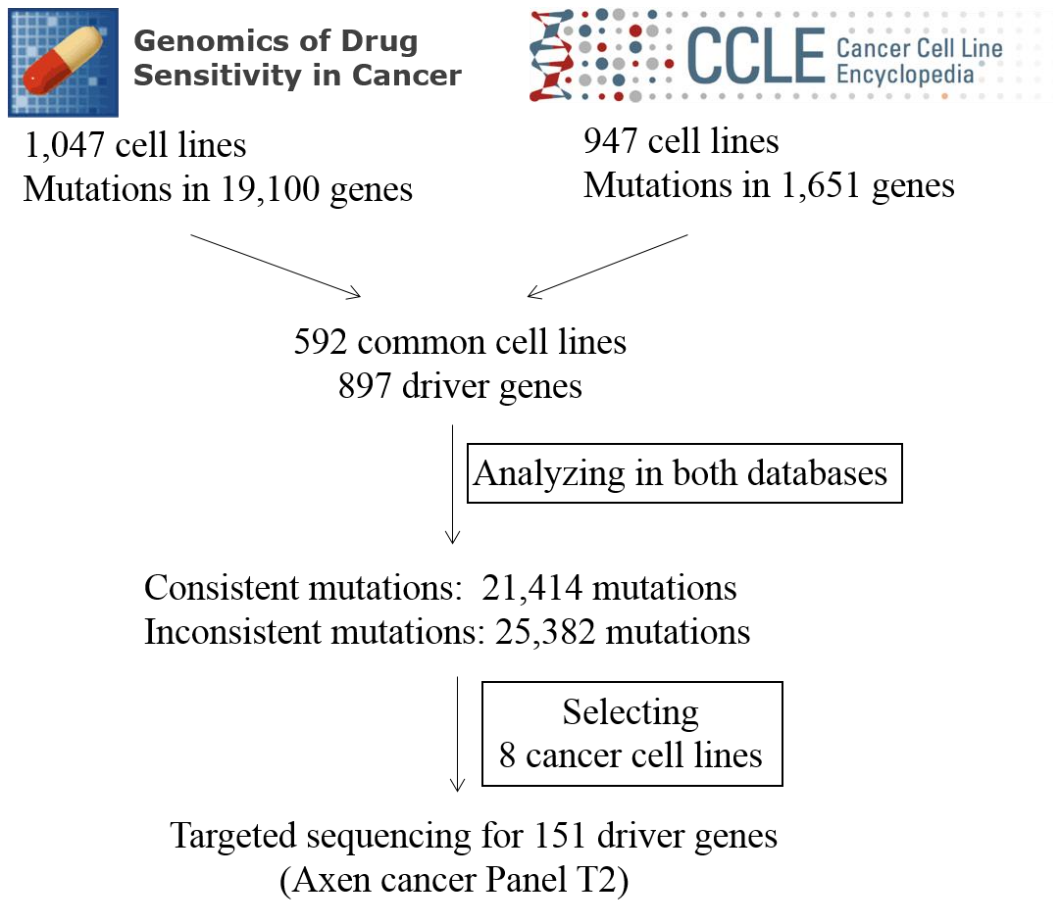 Genomics of Drug
Sensitivity in Cancer
CCLE Cancer Cell Line
Encyclopedia
1,047 cell lines
Mutations in 19,100 genes
947 cell lines
Mutations in 1,651 genes
592 common cell lines
897 driver genes
Analyzing in both databases
Consistent mutations:  21,414 mutations
Inconsistent mutations: 25,382 mutations
Selecting
8 cancer cell lines
Targeted sequencing for 151 driver genes
(Axen cancer Panel T2)